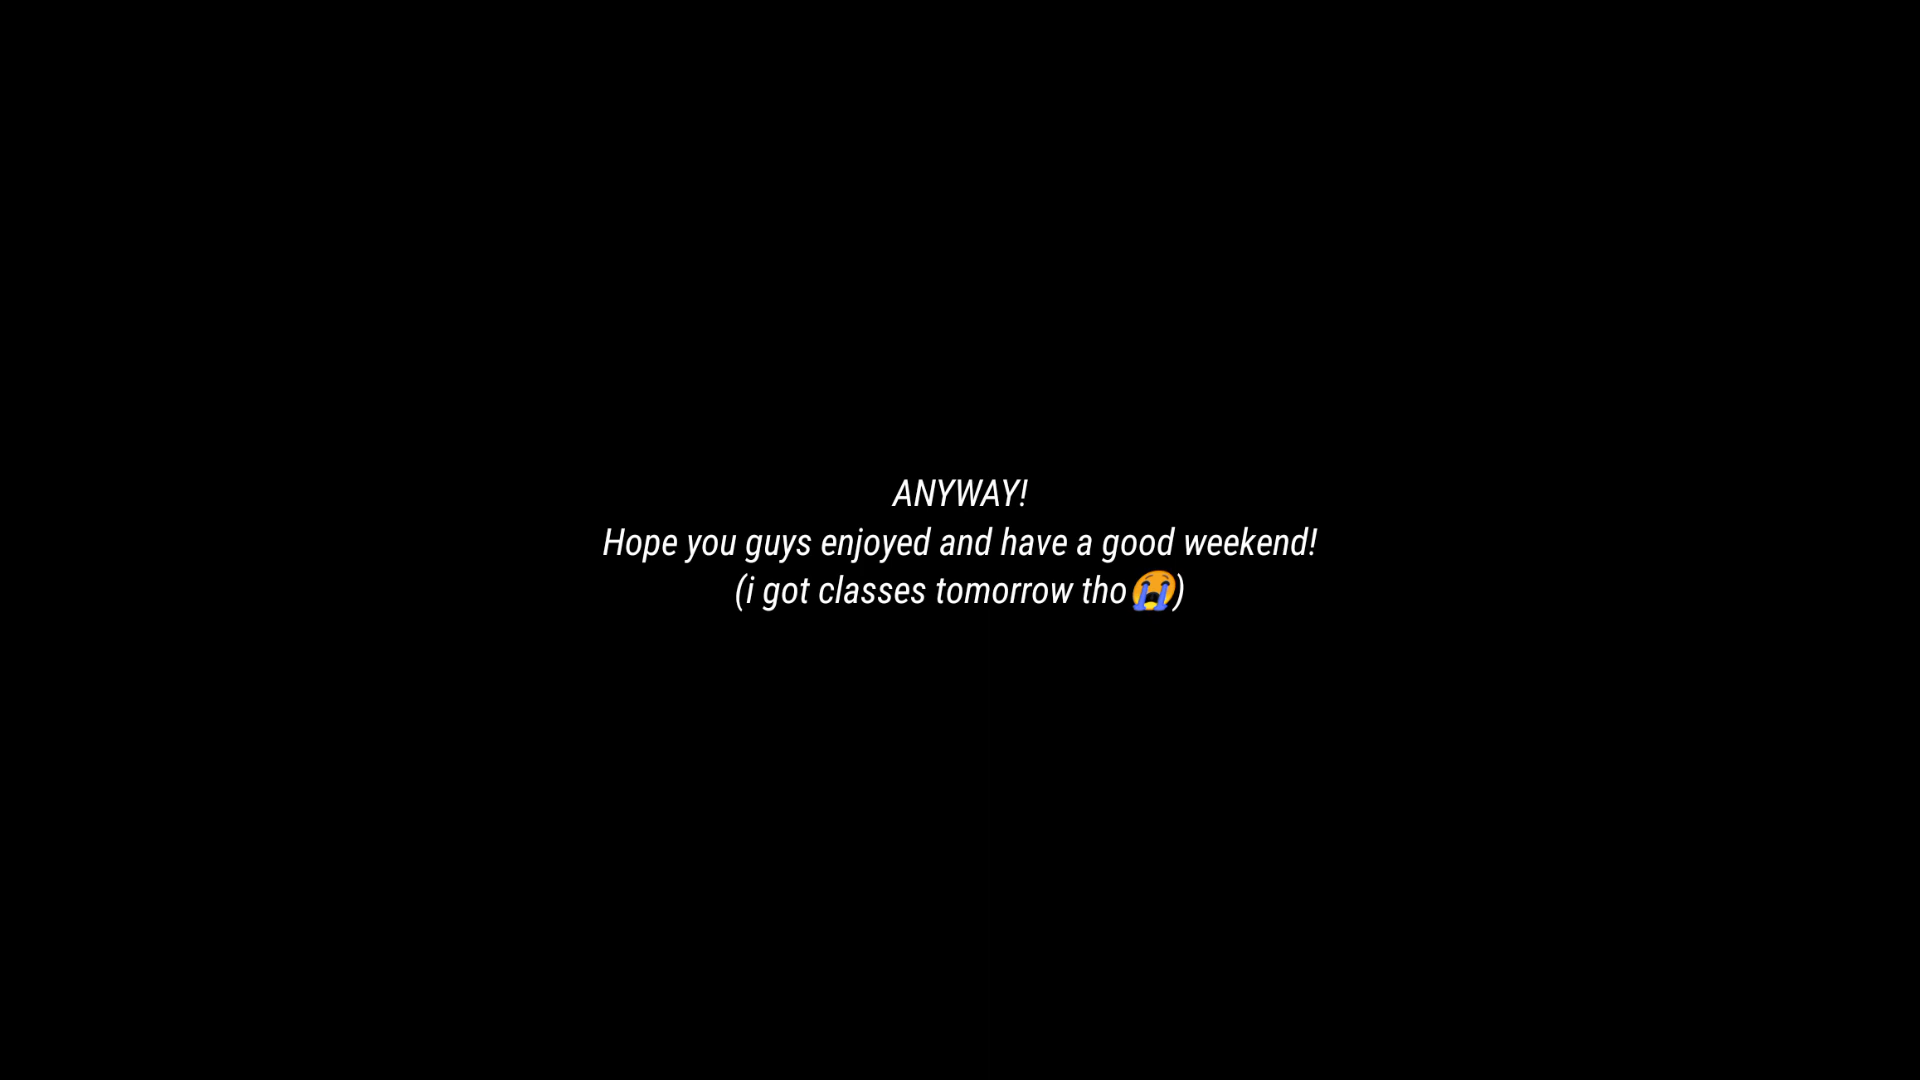 ANYWAY!
Hope you guys enjoyed and have a good weekend!
(i got classes tomorrow tho😭)